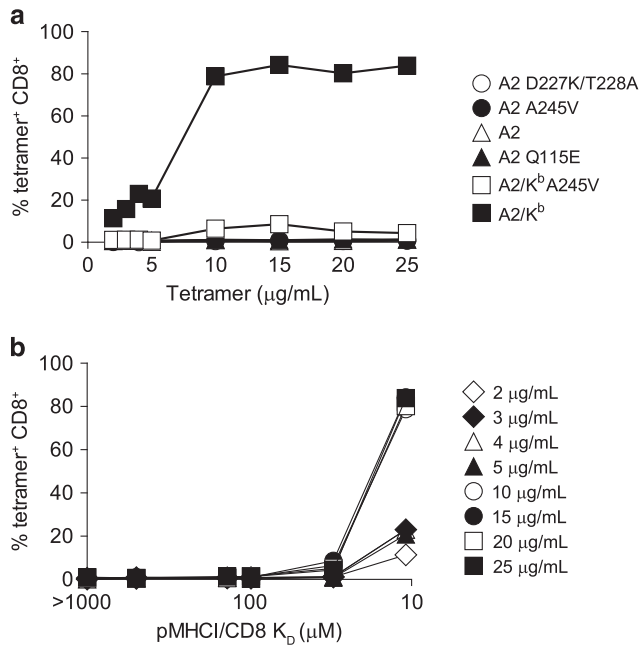 a
% tetramer⁺ CD8⁺
100
80
60
40
20
0
0
5
10
15
20
25
Tetramer (μg/mL)
A2 D227K/T228A
A2 A245V
A2
A2 Q115E
A2/Kᵇ A245V
A2/Kᵇ
b
% tetramer⁺ CD8⁺
100
80
60
40
20
0
>1000
100
10
pMHCI/CD8 K_D (μM)
2 μg/mL
3 μg/mL
4 μg/mL
5 μg/mL
10 μg/mL
15 μg/mL
20 μg/mL
25 μg/mL